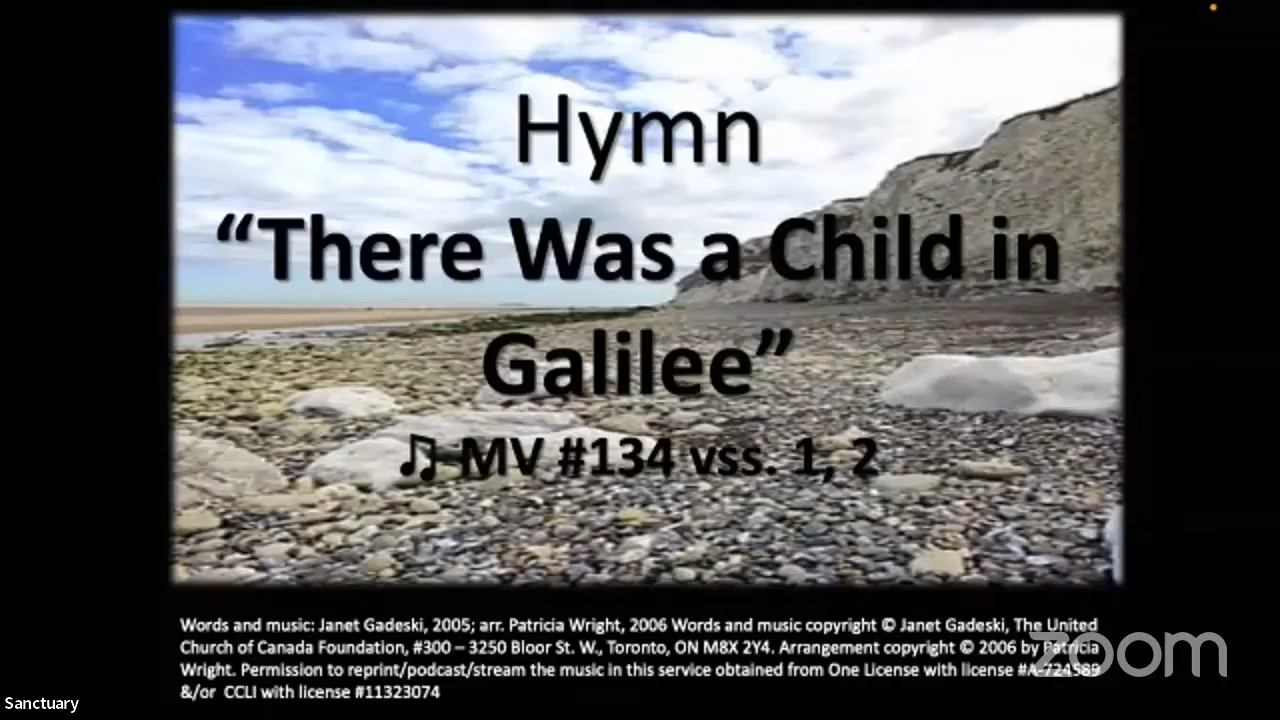 Hymn
“There Was a Child in
Galilee”
♫ MV #134 vss. 1, 2
Words and music: Janet Gadeski, 2005; arr. Patricia Wright, 2006 Words and music copyright © Janet Gadeski, The United
Church of Canada Foundation, #300 – 3250 Bloor St. W., Toronto, ON M8X 2Y4. Arrangement copyright © 2006 by Patricia
Wright. Permission to reprint/podcast/stream the music in this service obtained from One License with license #A-724589
&/or CCLI with license #11323074
zoom
Sanctuary